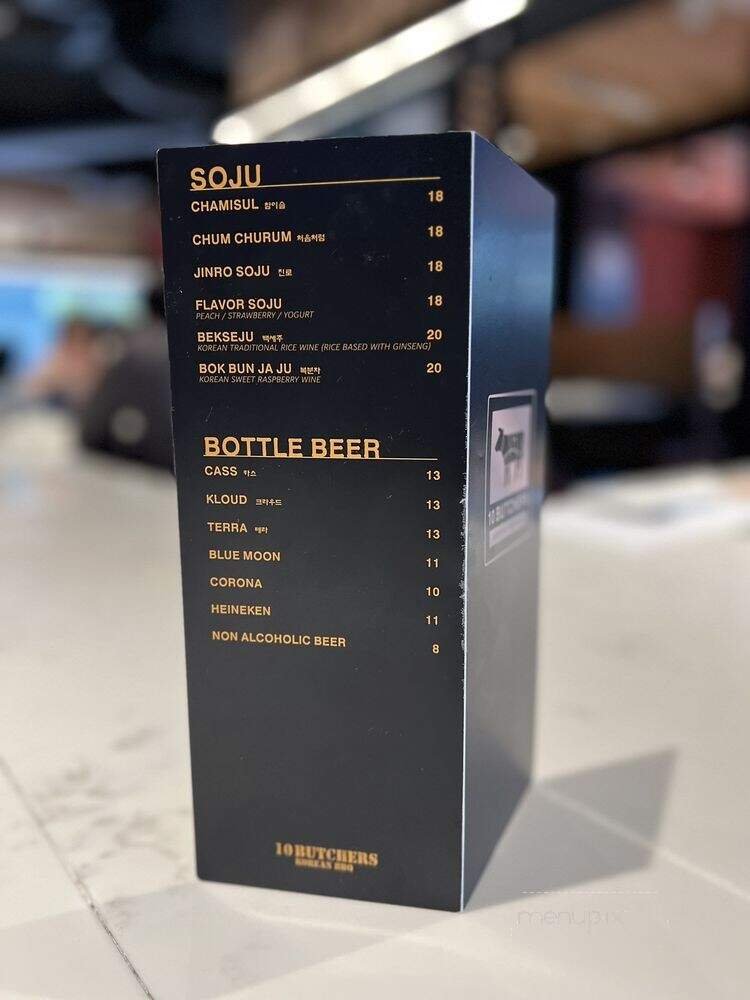 SOJU
CHAMISUL 참이슬 18
CHUM CHURUM 처음처럼 18
JINRO SOJU 진로 18
FLAVOR SOJU 18
PEACH / STRAWBERRY / YOGURT
BEKSEJU 백세주 20
KOREAN TRADITIONAL RICE WINE (RICE BASED WITH GINSENG)
BOK BUN JA JU 복분자 20
KOREAN SWEET RASPBERRY WINE
BOTTLE BEER
CASS 카스 13
KLOUD 크라우드 13
TERRA 테라 13
BLUE MOON 11
CORONA 10
HEINEKEN 11
NON ALCOHOLIC BEER 8
10 BUTCHERS
KOREAN BBQ
10 BUTCHERS
menupix